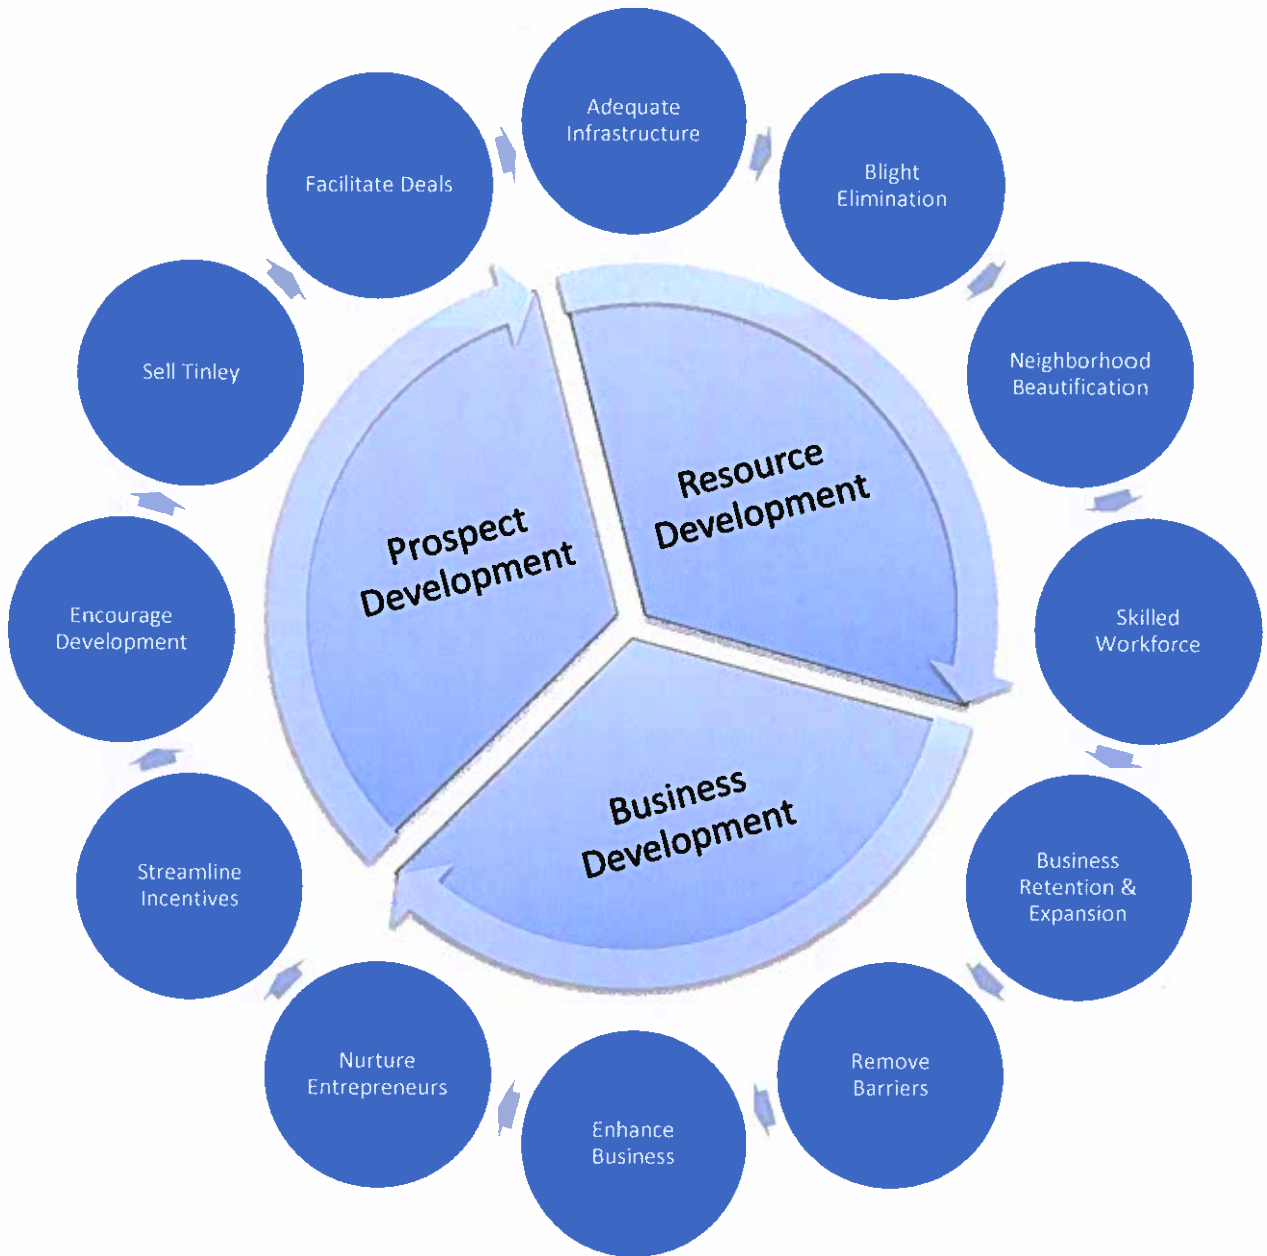 Adequate
Infrastructure
Blight
Elimination
Neighborhood
Beautification
Skilled
Workforce
Business
Retention &
Expansion
Remove
Barriers
Enhance
Business
Nurture
Entrepreneurs
Streamline
Incentives
Encourage
Development
Sell Tinley
Facilitate Deals
Resource
Development
Business
Development
Prospect
Development